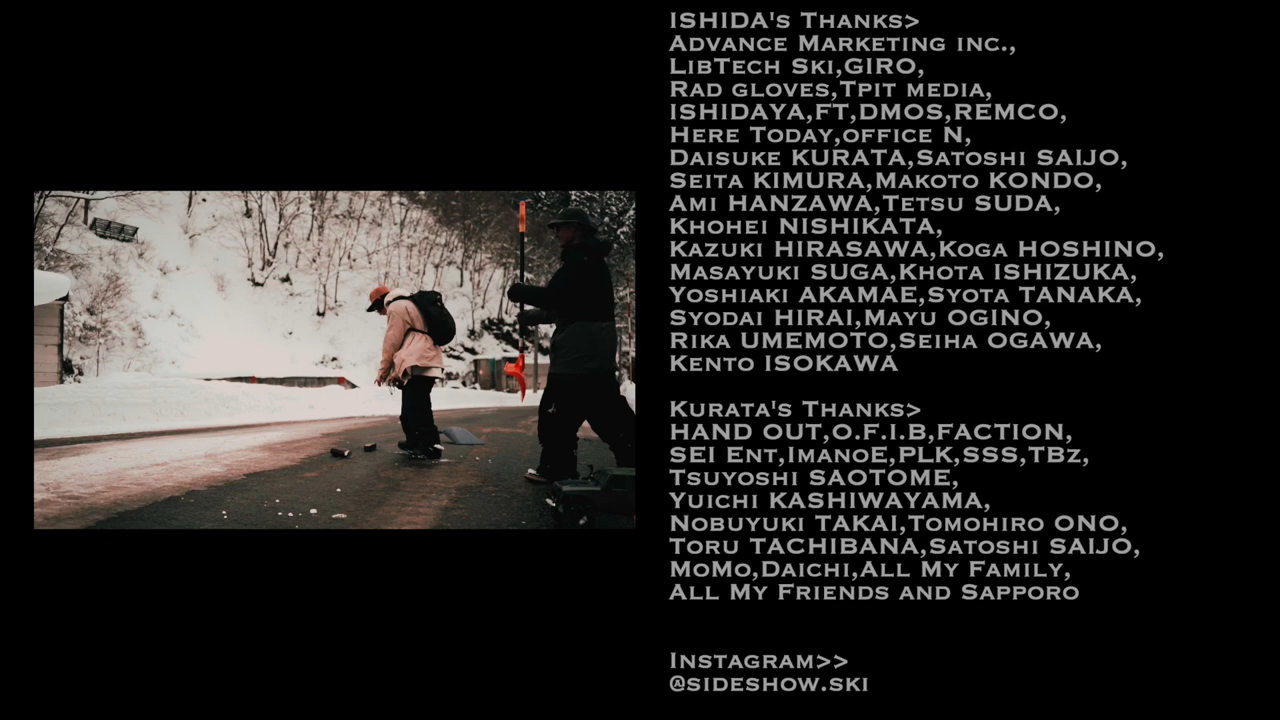 ISHIDA's Thanks>
Advance Marketing inc.,
LibTech Ski,GIRO,
Rad gloves,Tpit media,
ISHIDAYA,FT,DMOS,REMCO,
Here Today,office N,
Daisuke KURATA,Satoshi SAIJO,
Seita KIMURA,Makoto KONDO,
Ami HANZAWA,Tetsu SUDA,
Khohei NISHIKATA,
Kazuki HIRASAWA,Koga HOSHINO,
Masayuki SUGA,Khota ISHIZUKA,
Yoshiaki AKAMAE,Syota TANAKA,
Syodai HIRAI,Mayu OGINO,
Rika UMEMOTO,Seiha OGAWA,
Kento ISOKAWA
Kurata's Thanks>
HAND OUT,O.F.I.B,FACTION,
SEI Ent,ImanoE,PLK,SSS,TBz,
Tsuyoshi SAOTOME,
Yuichi KASHIWAYAMA,
Nobuyuki TAKAI,Tomohiro ONO,
Toru TACHIBANA,Satoshi SAIJO,
MoMo,Daichi,All My Family,
All My Friends and Sapporo
Instagram>>
@sideshow.ski